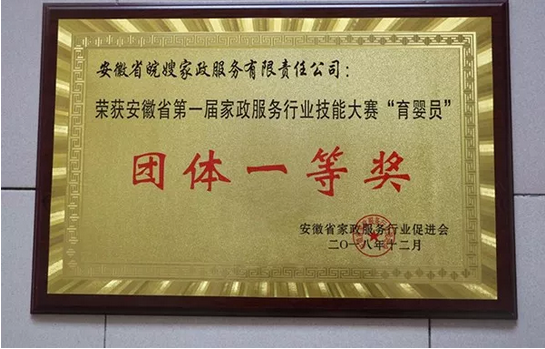 安徽省皖嫂家政服务有限责任公司：
荣获安徽省第一届家政服务行业技能大赛“育婴员”
团体一等奖
安徽省家政服务行业促进会
二〇一八年十二月